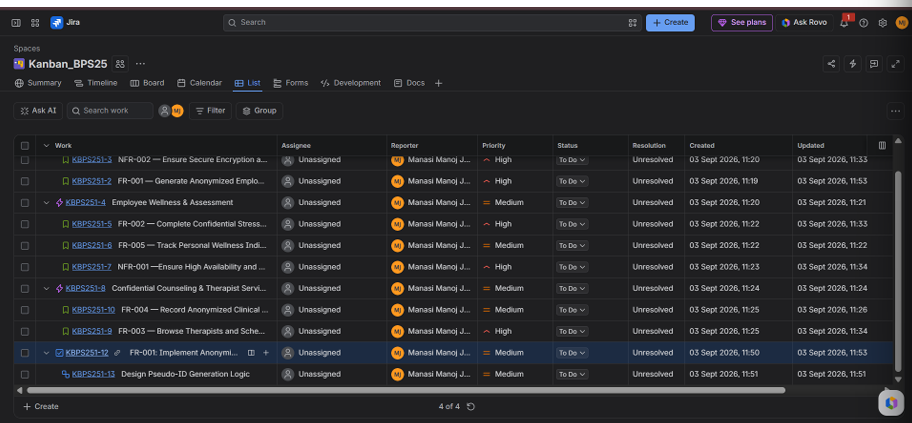 Jira
Search
+ Create
See plans
Ask Rovo
1
MJ
Spaces
Kanban_BPS25
Summary Timeline Board Calendar List Forms Development Docs
Ask AI Search work MJ Filter Group
Work Assignee Reporter Priority Status Resolution Created Updated
KBPS251-3 NFR-002 — Ensure Secure Encryption a... Unassigned MJ Manasi Manoj J... High To Do Unresolved 03 Sept 2026, 11:20 03 Sept 2026, 11:33
KBPS251-2 FR-001 — Generate Anonymized Emplo... Unassigned MJ Manasi Manoj J... High To Do Unresolved 03 Sept 2026, 11:19 03 Sept 2026, 11:53
KBPS251-4 Employee Wellness & Assessment Unassigned MJ Manasi Manoj J... Medium To Do Unresolved 03 Sept 2026, 11:20 03 Sept 2026, 11:21
KBPS251-5 FR-002 — Complete Confidential Stress... Unassigned MJ Manasi Manoj J... High To Do Unresolved 03 Sept 2026, 11:22 03 Sept 2026, 11:33
KBPS251-6 FR-005 — Track Personal Wellness Indi... Unassigned MJ Manasi Manoj J... Medium To Do Unresolved 03 Sept 2026, 11:22 03 Sept 2026, 11:22
KBPS251-7 NFR-001 —Ensure High Availability and ... Unassigned MJ Manasi Manoj J... High To Do Unresolved 03 Sept 2026, 11:23 03 Sept 2026, 11:34
KBPS251-8 Confidential Counseling & Therapist Servi... Unassigned MJ Manasi Manoj J... Medium To Do Unresolved 03 Sept 2026, 11:24 03 Sept 2026, 11:24
KBPS251-10 FR-004 — Record Anonymized Clinical ... Unassigned MJ Manasi Manoj J... Medium To Do Unresolved 03 Sept 2026, 11:25 03 Sept 2026, 11:26
KBPS251-9 FR-003 — Browse Therapists and Sche... Unassigned MJ Manasi Manoj J... High To Do Unresolved 03 Sept 2026, 11:25 03 Sept 2026, 11:34
KBPS251-12 FR-001: Implement Anonymi... Unassigned MJ Manasi Manoj J... Medium To Do Unresolved 03 Sept 2026, 11:50 03 Sept 2026, 11:53
KBPS251-13 Design Pseudo-ID Generation Logic Unassigned MJ Manasi Manoj J... Medium To Do Unresolved 03 Sept 2026, 11:51 03 Sept 2026, 11:51
+ Create 4 of 4